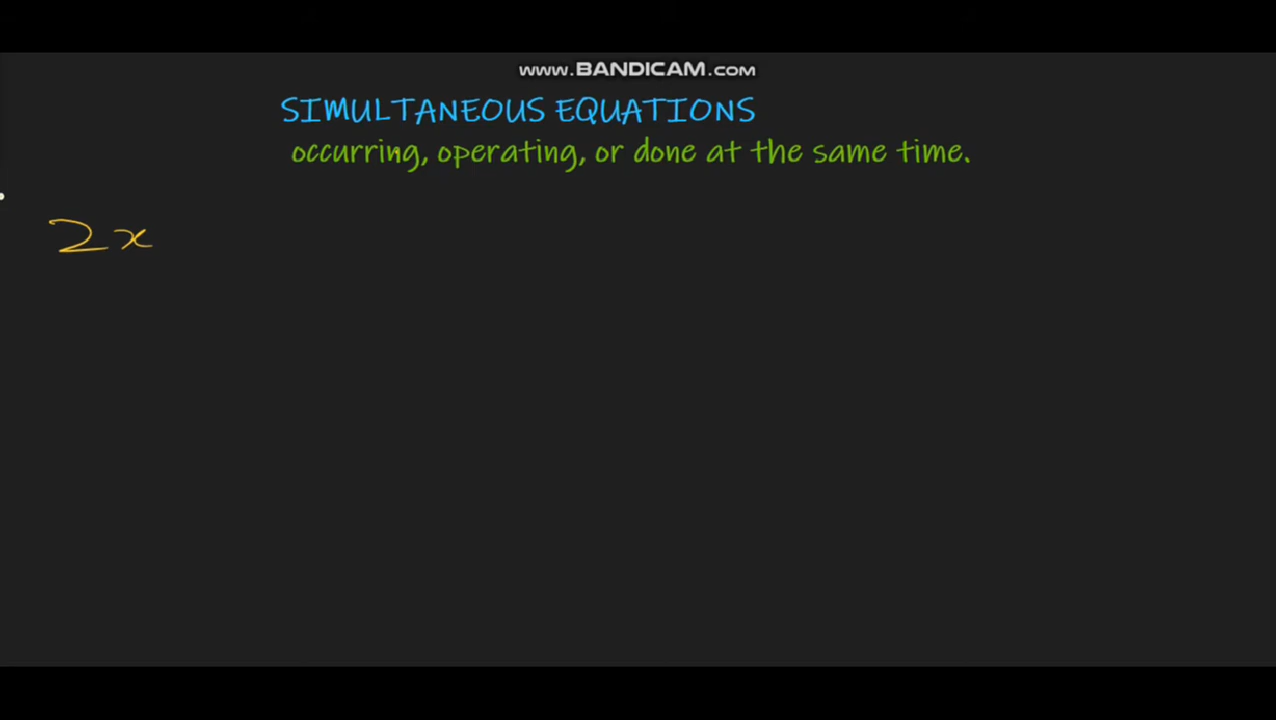 www.BANDICAM.com
SIMULTANEOUS EQUATIONS
occurring, operating, or done at the same time.
2x